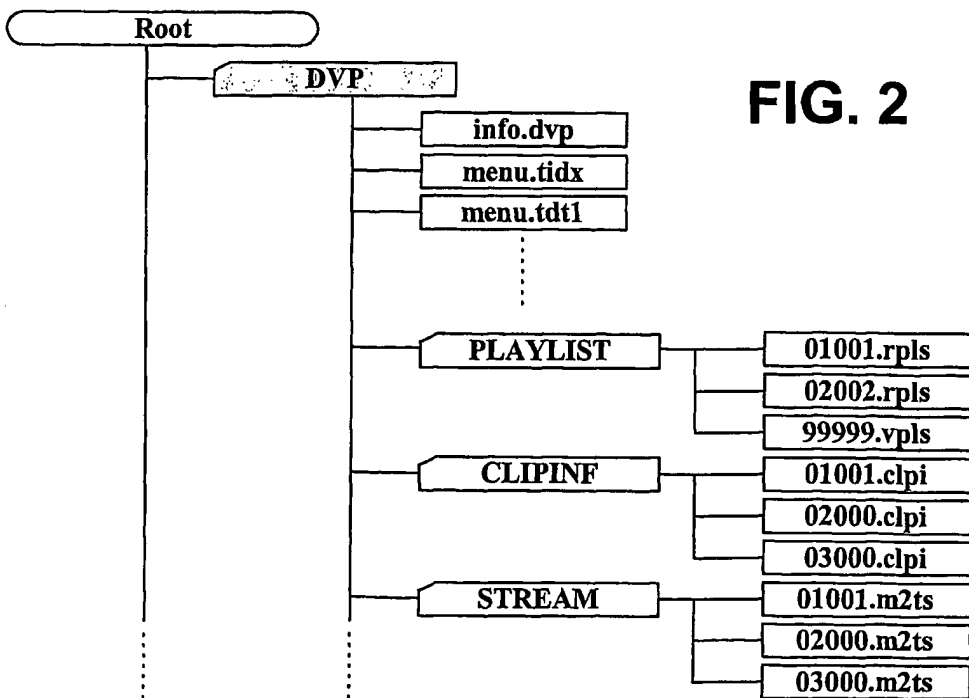 Root
DVP
FIG. 2
info.dvp
menu.tidx
menu.tdt1
PLAYLIST
01001.rpls
02002.rpls
99999.vpls
CLIPINF
01001.clpi
02000.clpi
03000.clpi
STREAM
01001.m2ts
02000.m2ts
03000.m2ts